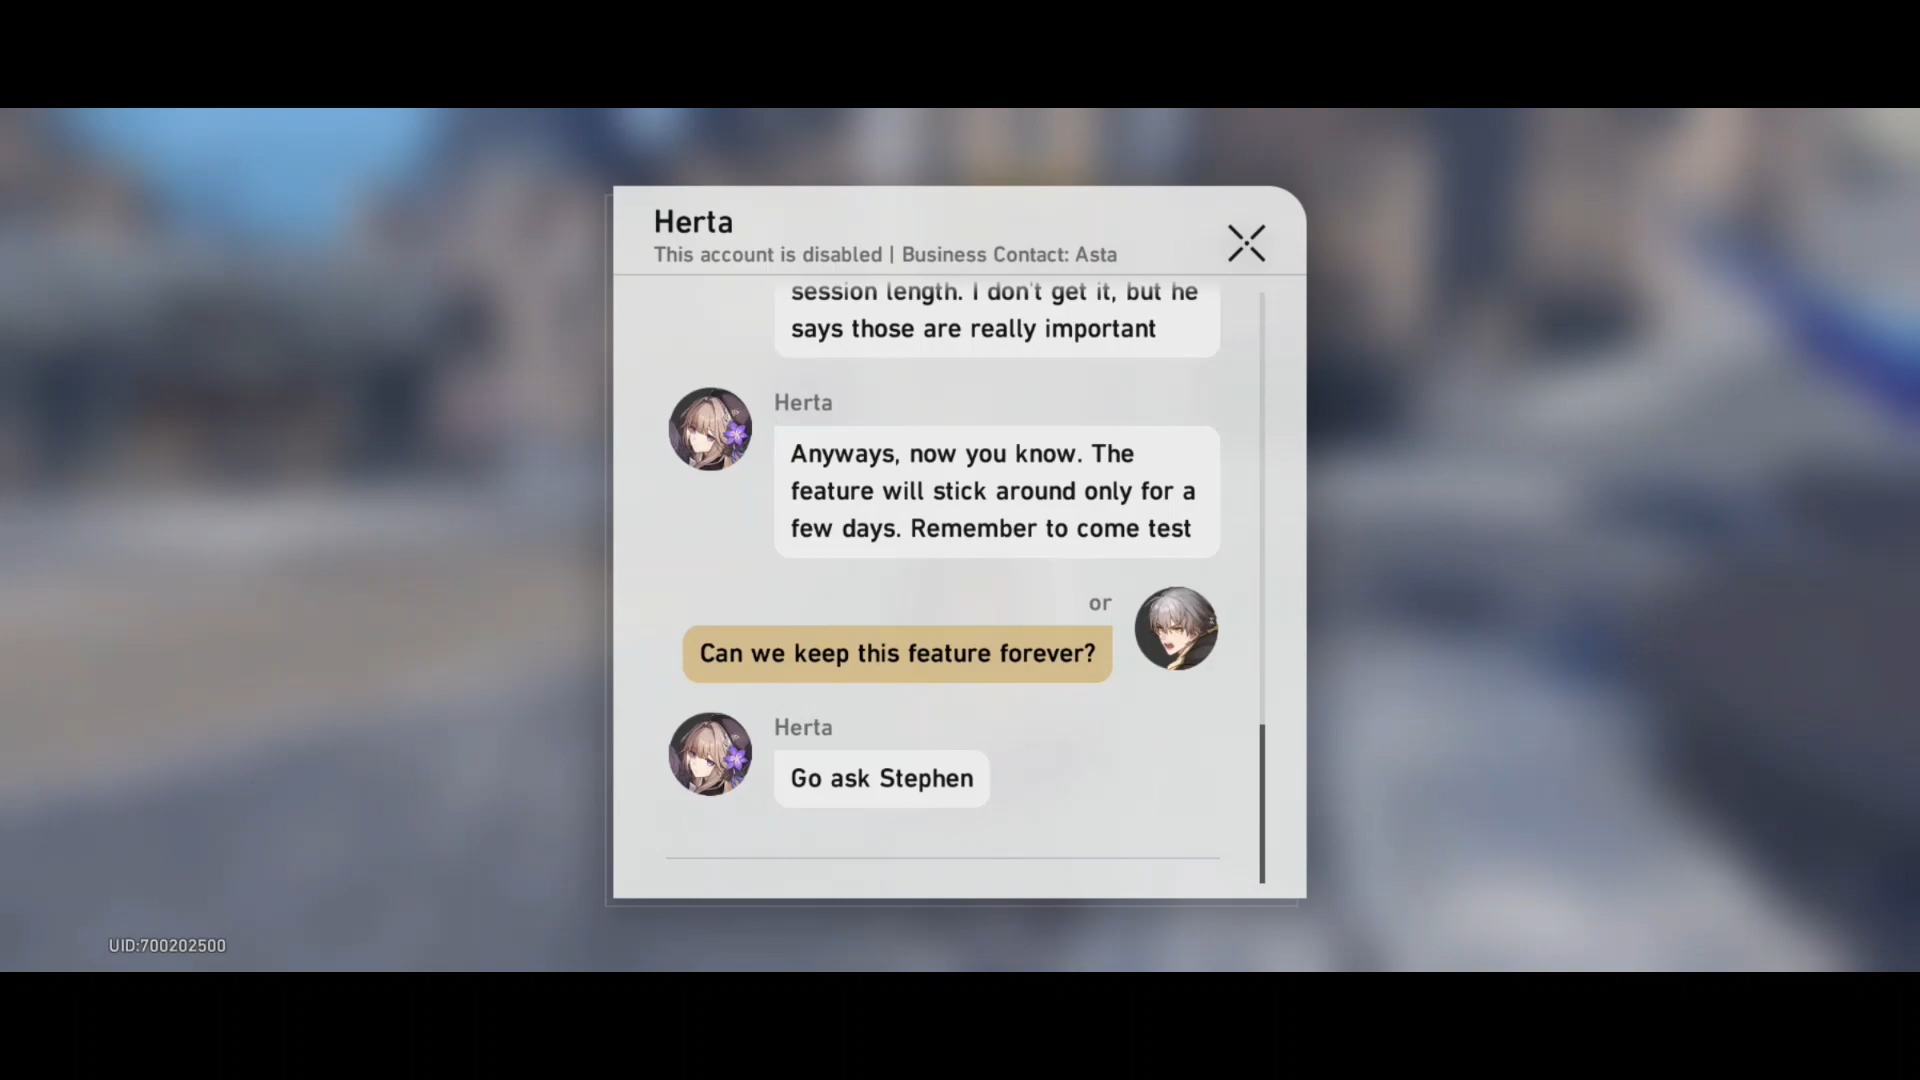 Herta
This account is disabled | Business Contact: Asta
session length. I don't get it, but he
says those are really important
Herta
Anyways, now you know. The
feature will stick around only for a
few days. Remember to come test
or
Can we keep this feature forever?
Herta
Go ask Stephen
UID:700202500